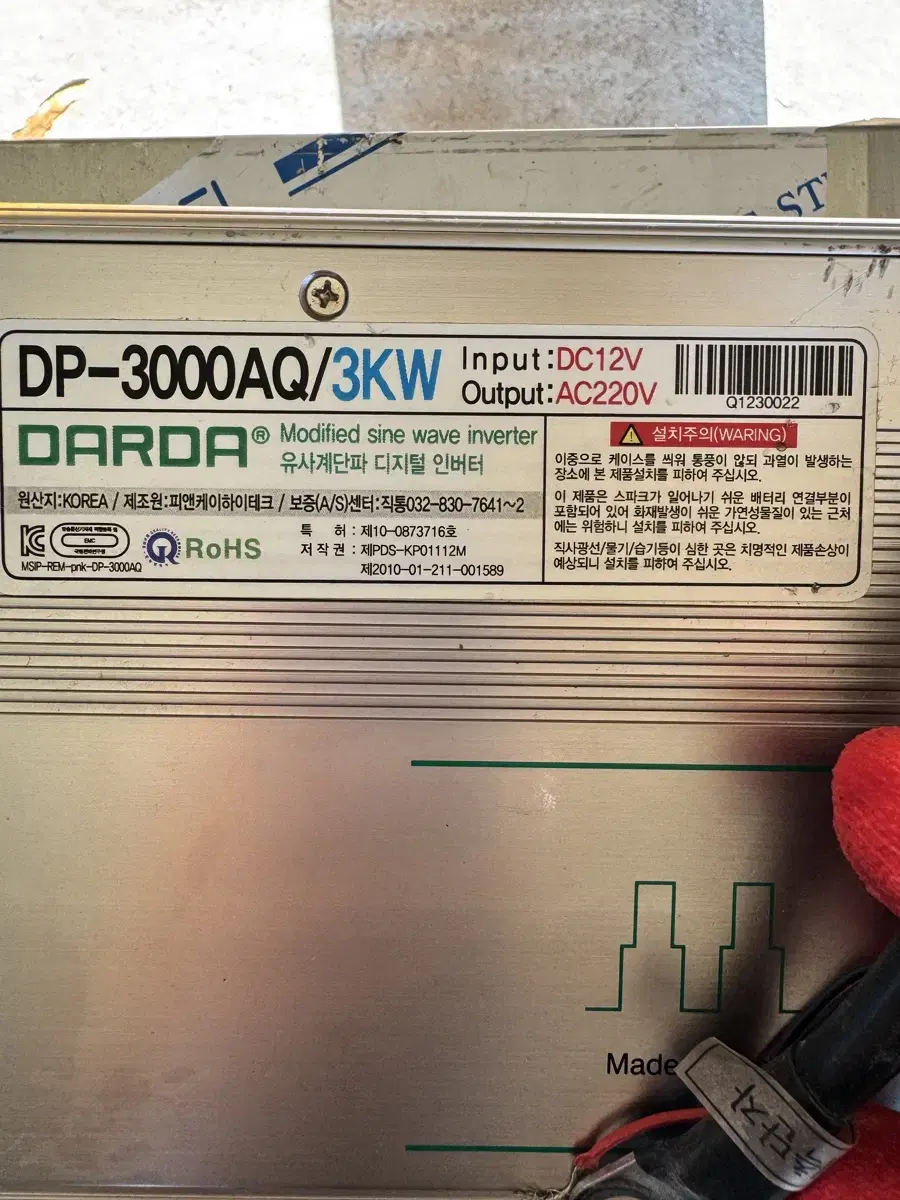 ST
DP-3000AQ/3KW
Input:DC12V
Output:AC220V
Q1230022
DARDA®
Modified sine wave inverter
유사계단파 디지털 인버터
원산지:KOREA / 제조원:피앤케이하이테크 / 보증(A/S)센터:직통032-830-7641~2
EMC
MSIP-REM-pnk-DP-3000AQ
Q
RoHS
특 허 : 제10-0873716호
저 작 권 : 제PDS-KP01112M
제2010-01-211-001589
설치주의(WARING)
이중으로 케이스를 씌워 통풍이 않되 과열이 발생하는
장소에 본 제품설치를 피하여 주십시오.
이 제품은 스파크가 일어나기 쉬운 배터리 연결부분이
포함되어 있어 화재발생이 쉬운 가연성물질이 있는 근처
에는 위험하니 설치를 피하여 주십시오.
직사광선/물기/습기등이 심한 곳은 치명적인 제품손상이
예상되니 설치를 피하여 주십시오.
Made
단자